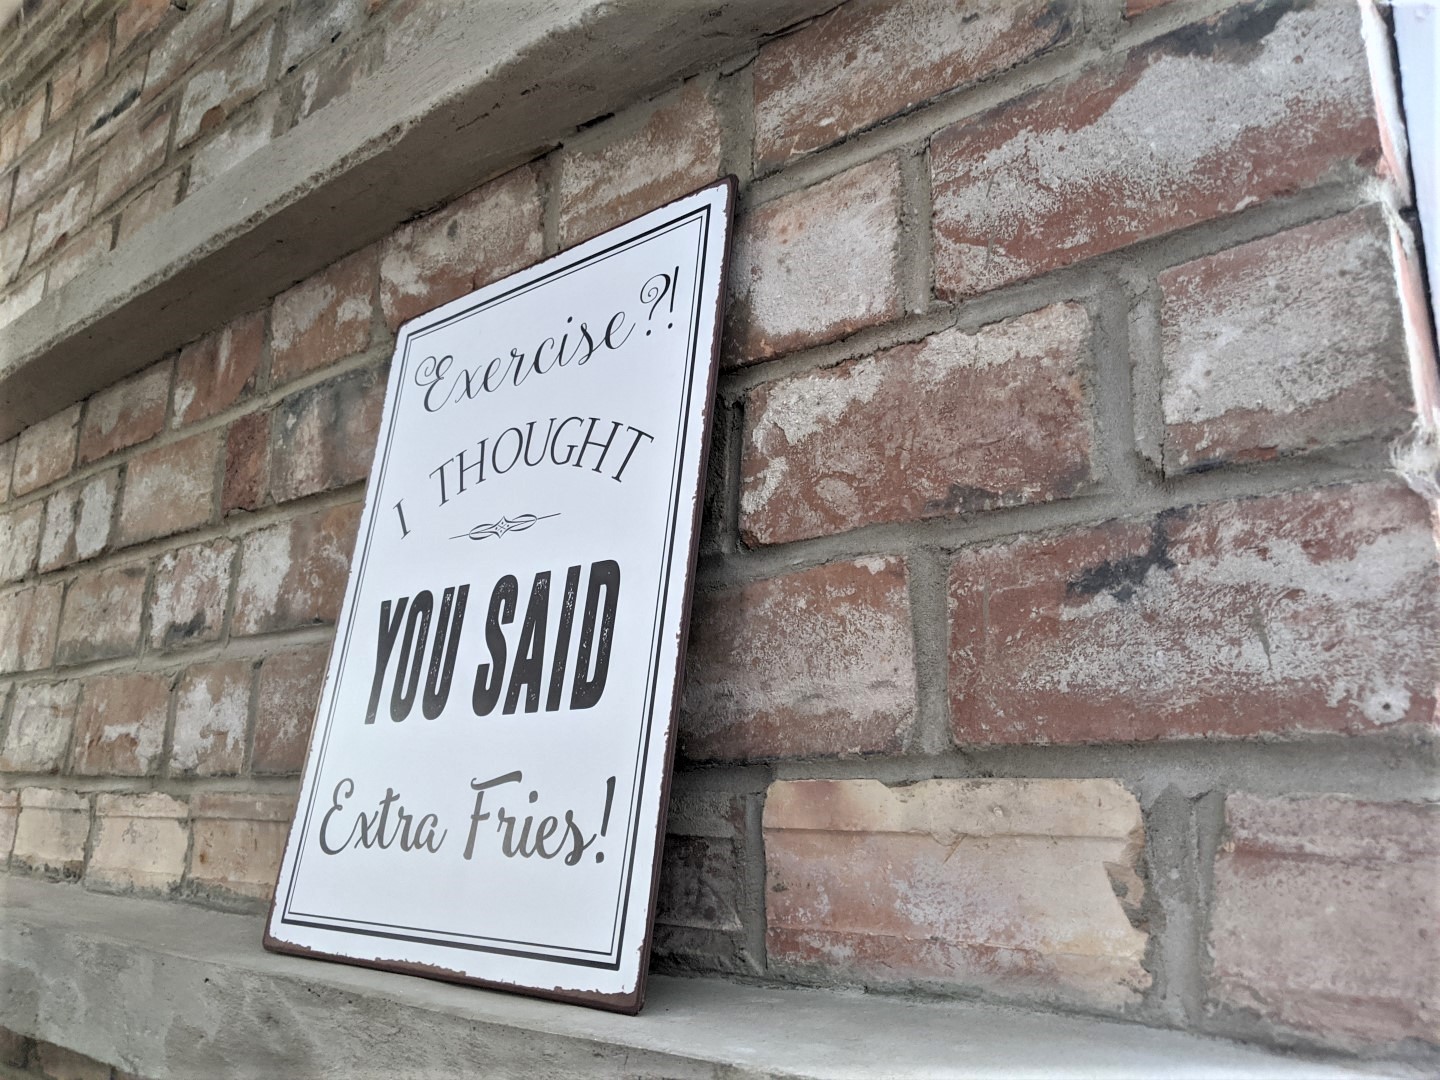 Exercise?!
I THOUGHT
YOU SAID
Extra Fries!